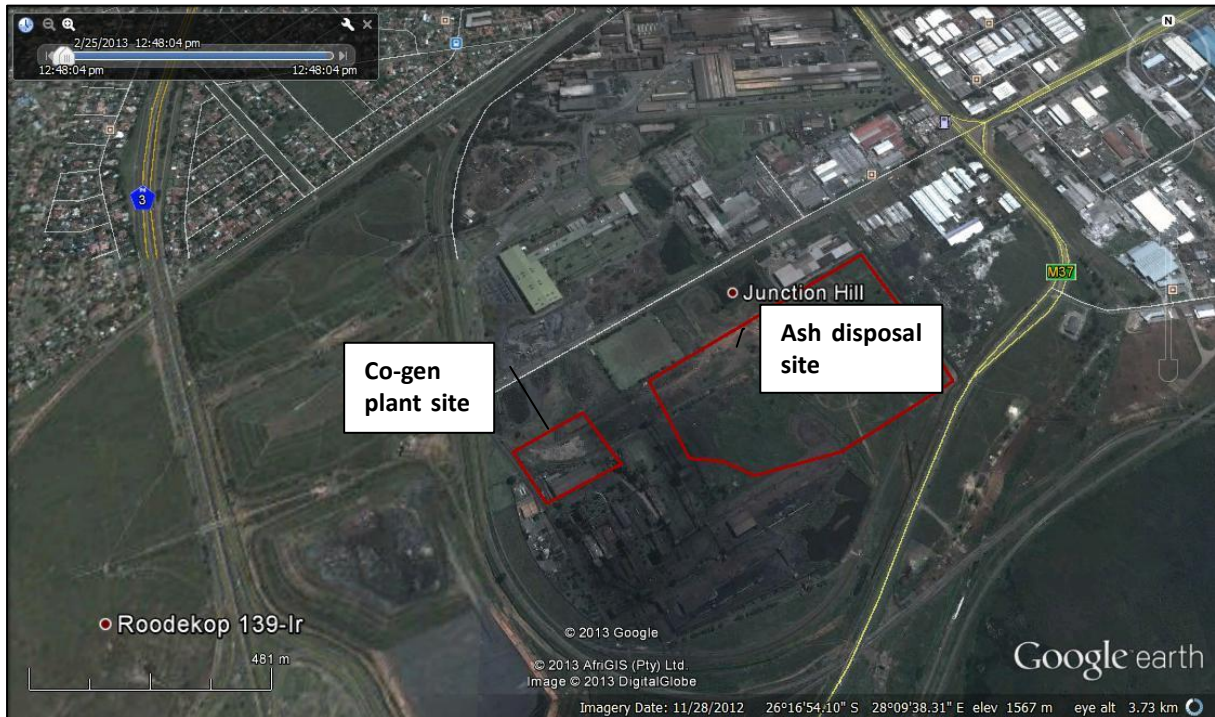 2/25/2013 12:48:04 pm
12:48:04 pm
12:48:04 pm
N
3
M37
Junction Hill
Ash disposal
site
Co-gen
plant site
Roodekop 139-Ir
481 m
© 2013 Google
© 2013 AfriGIS (Pty) Ltd.
Image © 2013 DigitalGlobe
Google earth
Imagery Date: 11/28/2012 26°16'54.10" S 28°09'38.31" E elev 1567 m eye alt 3.73 km